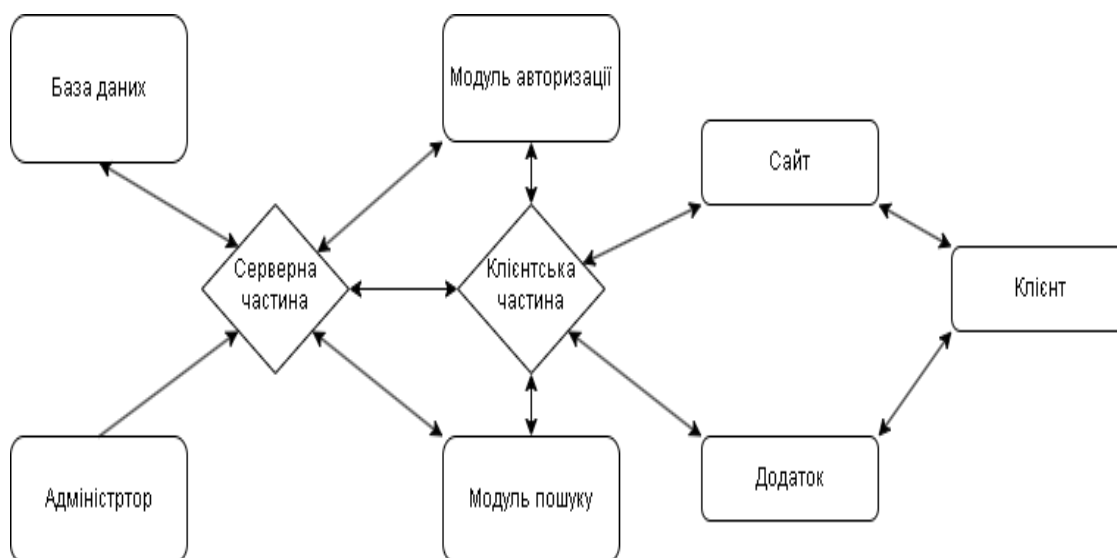 База даних
Модуль авторизації
Сайт
Серверна
частина
Клієнтська
частина
Клієнт
Адміністртор
Модуль пошуку
Додаток